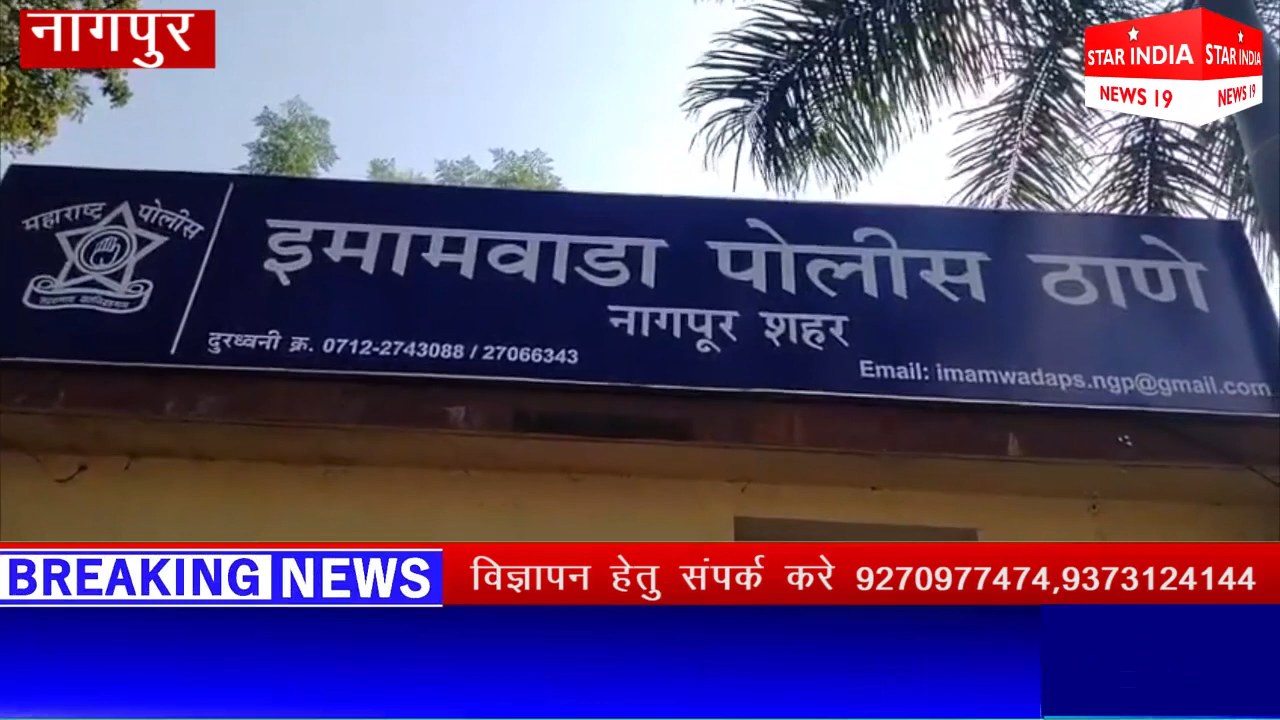 नागपुर
STAR INDIA STAR INDIA
NEWS 19 NEWS 19
महाराष्ट्र पोलीस
इमामवाडा पोलीस ठाणे
नागपूर शहर
दुरध्वनी क्र. 0712-2743088 / 27066343
Email: imamwadaps.ngp@gmail.com
BREAKING NEWS
विज्ञापन हेतु संपर्क करे 9270977474,9373124144